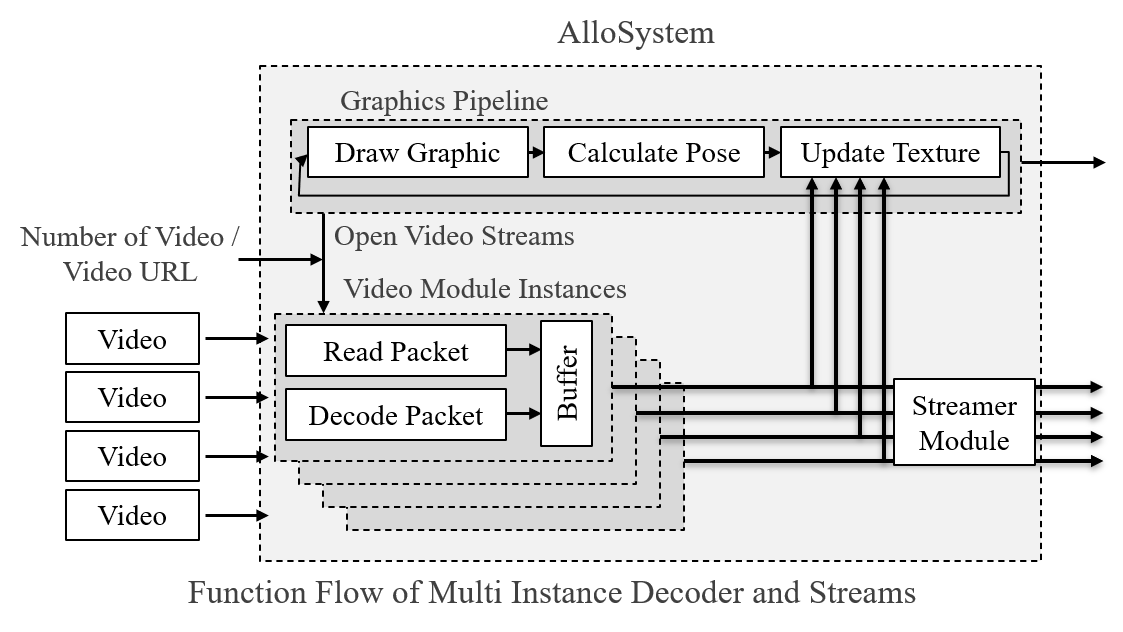 AlloSystem
Graphics Pipeline
Draw Graphic
Calculate Pose
Update Texture
Number of Video /
Video URL
Open Video Streams
Video Module Instances
Video
Video
Video
Video
Read Packet
Decode Packet
Buffer
Streamer
Module
Function Flow of Multi Instance Decoder and Streams